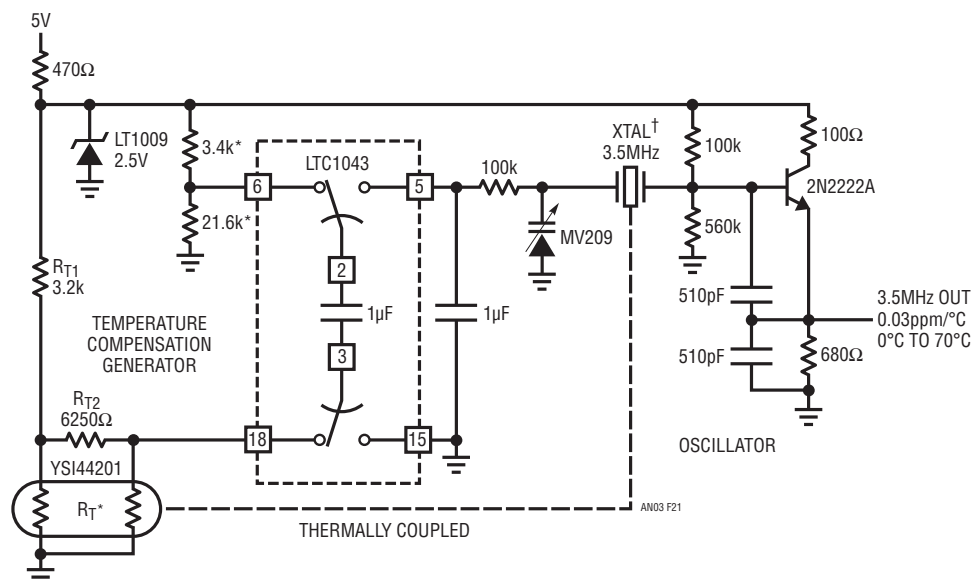 5V
470Ω
LT1009
2.5V
3.4k*
21.6k*
LTC1043
6
5
2
3
18
15
1µF
1µF
100k
MV209
XTAL†
3.5MHz
100k
560k
100Ω
2N2222A
510pF
510pF
680Ω
3.5MHz OUT
0.03ppm/°C
0°C TO 70°C
RT1
3.2k
TEMPERATURE
COMPENSATION
GENERATOR
RT2
6250Ω
YSI44201
RT*
OSCILLATOR
THERMALLY COUPLED
AN03 F21